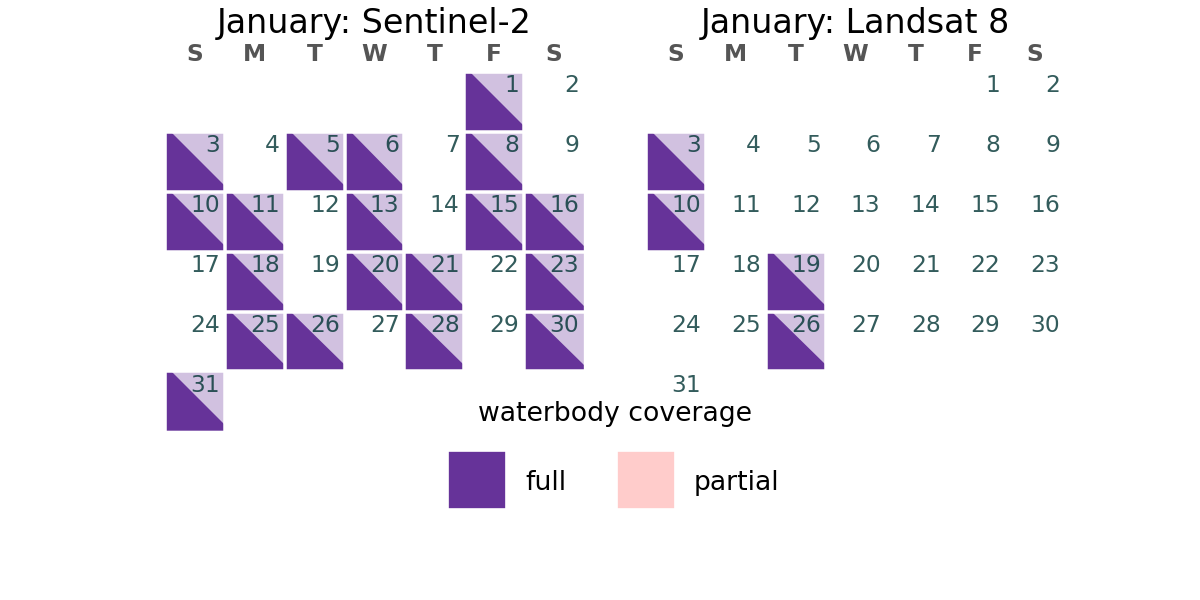 January: Sentinel-2
S M T W T F S
1 2
3 4 5 6 7 8 9
10 11 12 13 14 15 16
17 18 19 20 21 22 23
24 25 26 27 28 29 30
31
January: Landsat 8
S M T W T F S
1 2
3 4 5 6 7 8 9
10 11 12 13 14 15 16
17 18 19 20 21 22 23
24 25 26 27 28 29 30
31
waterbody coverage
full partial